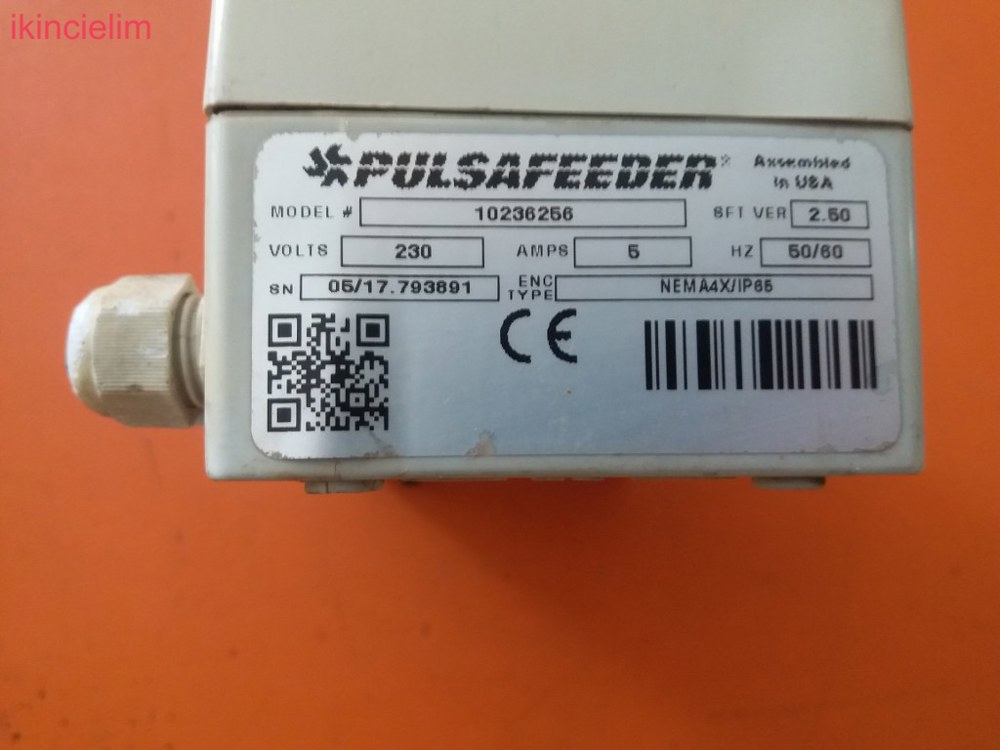 ikincielim
PULSAFEEDER® Assembled
in USA
MODEL # 10236256 SFT VER 2.50
VOLTS 230 AMPS 5 HZ 50/60
SN 05/17.793891 ENC TYPE NEMA4X/IP65
CE